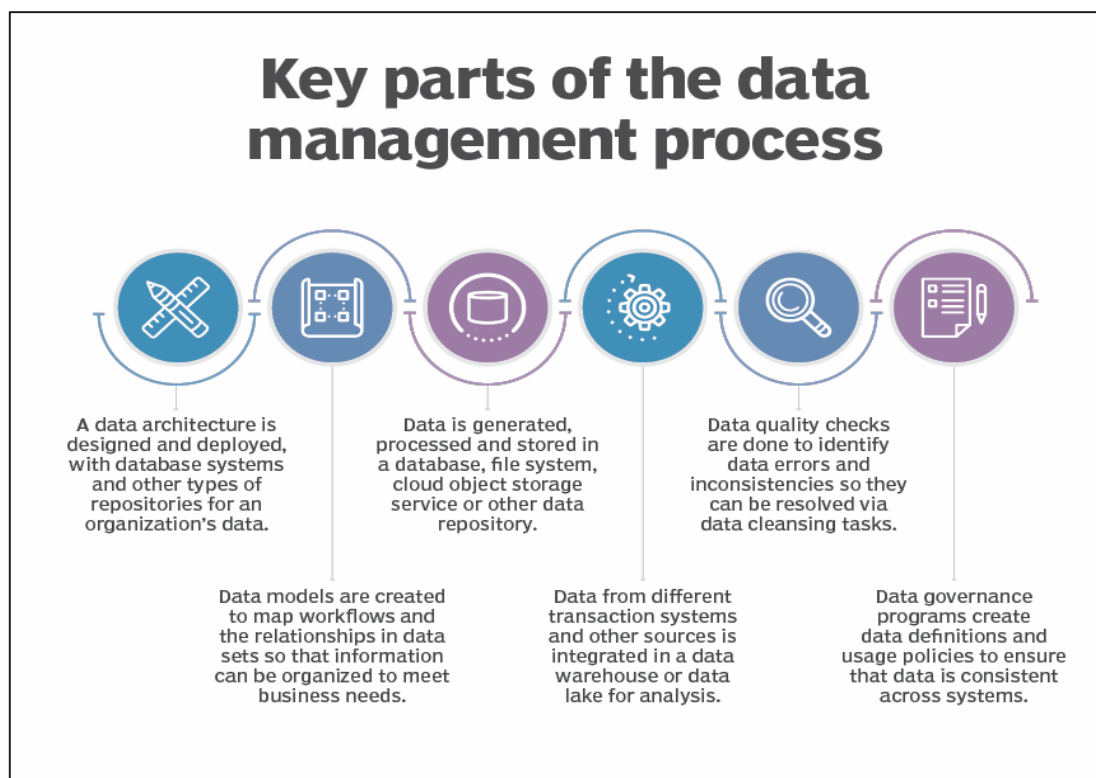 Key parts of the data
management process
A data architecture is
designed and deployed,
with database systems
and other types of
repositories for an
organization's data.
Data models are created
to map workflows and
the relationships in data
sets so that information
can be organized to meet
business needs.
Data is generated,
processed and stored in
a database, file system,
cloud object storage
service or other data
repository.
Data from different
transaction systems
and other sources is
integrated in a data
warehouse or data
lake for analysis.
Data quality checks
are done to identify
data errors and
inconsistencies so they
can be resolved via
data cleansing tasks.
Data governance
programs create
data definitions and
usage policies to ensure
that data is consistent
across systems.